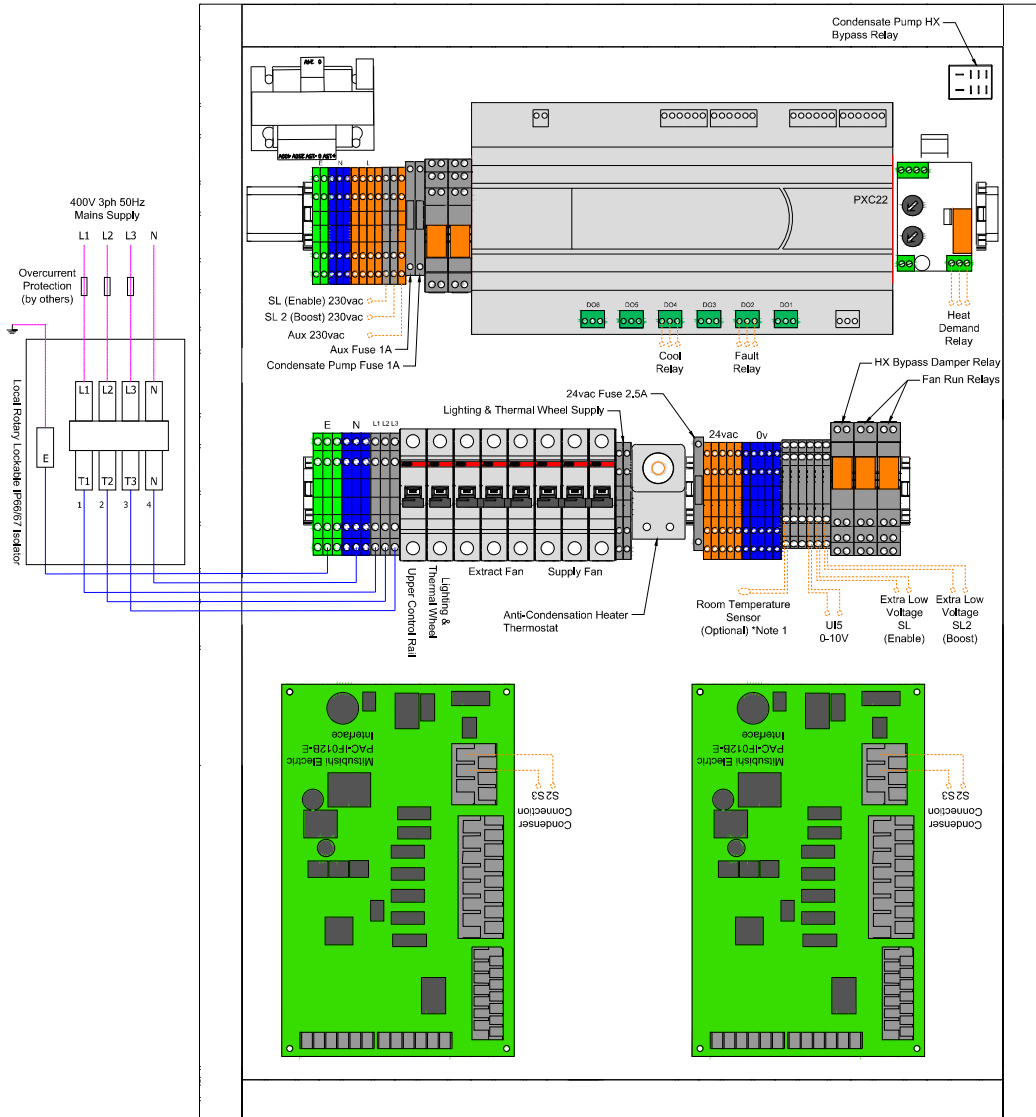 Condensate Pump HX
Bypass Relay
E
N
L
PXC22
400V 3ph 50Hz
Mains Supply
L1
L2
L3
N
Overcurrent
Protection
(by others)
SL (Enable) 230vac
SL 2 (Boost) 230vac
Aux 230vac
Aux Fuse 1A
Condensate Pump Fuse 1A
DO6
DO5
DO4
DO3
DO2
DO1
Cool
Relay
Fault
Relay
Heat
Demand
Relay
HX Bypass Damper Relay
Fan Run Relays
24vac Fuse 2.5A
Lighting & Thermal Wheel Supply
Local Rotary Lockable IP66/67 Isolator
L1
L2
L3
N
E
T1
T2
T3
N
1
2
3
4
E
N
L1
L2
L3
24vac
0v
Upper Control Rail
Lighting &
Thermal Wheel
Extract Fan
Supply Fan
Anti-Condensation Heater
Thermostat
Room Temperature
Sensor
(Optional) *Note 1
UI5
0-10V
Extra Low
Voltage
SL
(Enable)
Extra Low
Voltage
SL2
(Boost)
Mitsubishi Electric
PAC-IF012B-E
Interface
Condenser
Connection
S2 S3
Mitsubishi Electric
PAC-IF012B-E
Interface
Condenser
Connection
S2 S3